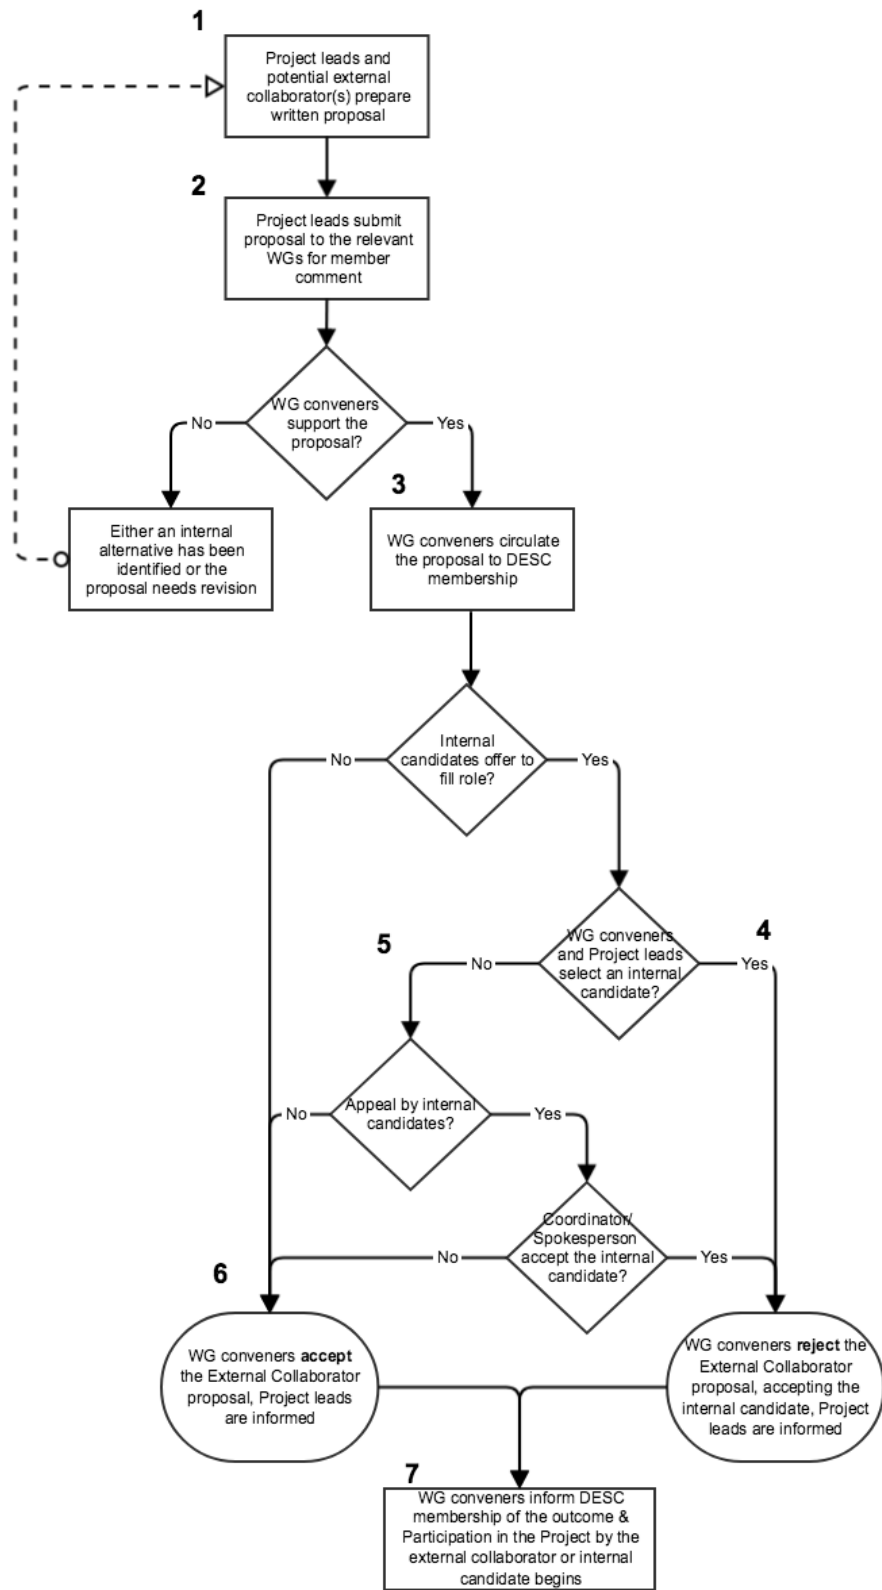 1
Project leads and
potential external
collaborator(s) prepare
written proposal
2
Project leads submit
proposal to the relevant
WGs for member
comment
WG conveners
support the
proposal?
No
Yes
3
Either an internal
alternative has been
identified or the
proposal needs revision
WG conveners circulate
the proposal to DESC
membership
Internal
candidates offer to
fill role?
No
Yes
4
WG conveners
and Project leads
select an internal
candidate?
5
No
Yes
Appeal by internal
candidates?
No
Yes
Coordinator/
Spokesperson
accept the internal
candidate?
No
Yes
6
WG conveners accept
the External Collaborator
proposal, Project leads
are informed
WG conveners reject the
External Collaborator
proposal, accepting the
internal candidate, Project
leads are informed
7
WG conveners inform DESC
membership of the outcome &
Participation in the Project by the
external collaborator or internal
candidate begins